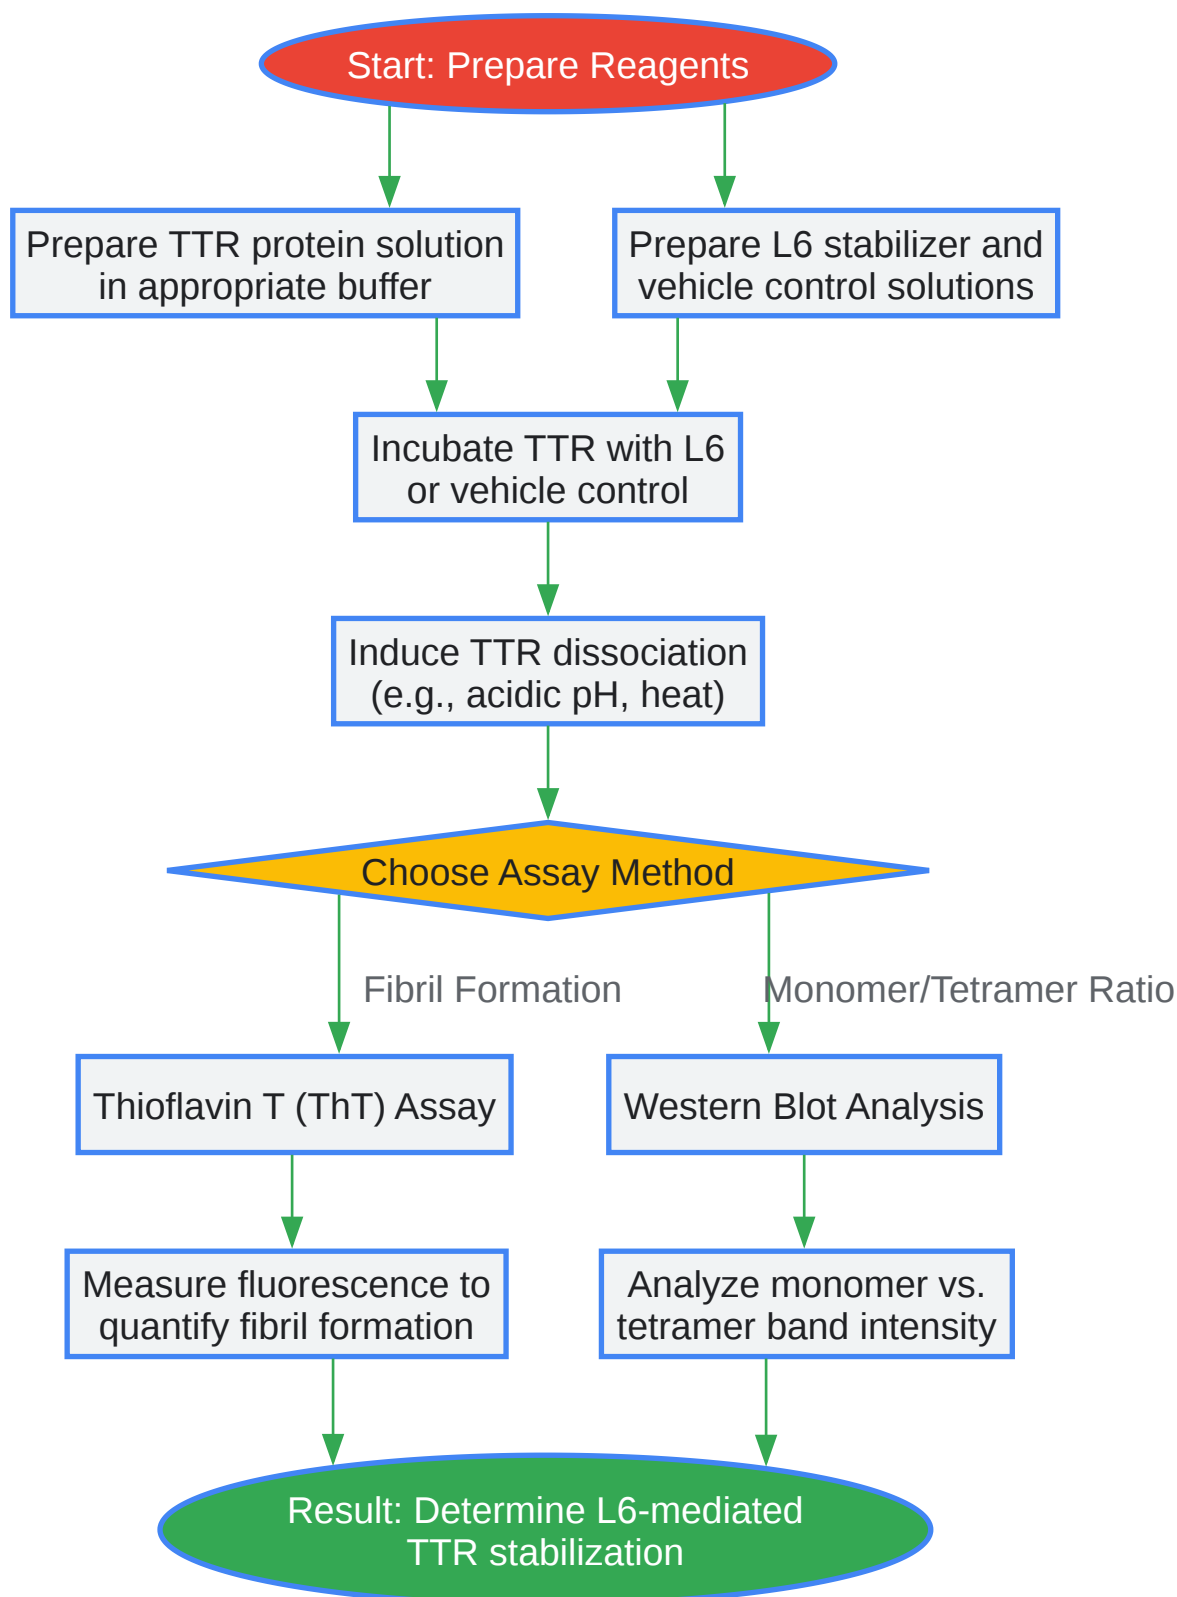 Start: Prepare Reagents
Prepare TTR protein solution
in appropriate buffer
Prepare L6 stabilizer and
vehicle control solutions
Incubate TTR with L6
or vehicle control
Induce TTR dissociation
(e.g., acidic pH, heat)
Choose Assay Method
Fibril Formation
Monomer/Tetramer Ratio
Thioflavin T (ThT) Assay
Western Blot Analysis
Measure fluorescence to
quantify fibril formation
Analyze monomer vs.
tetramer band intensity
Result: Determine L6-mediated
TTR stabilization